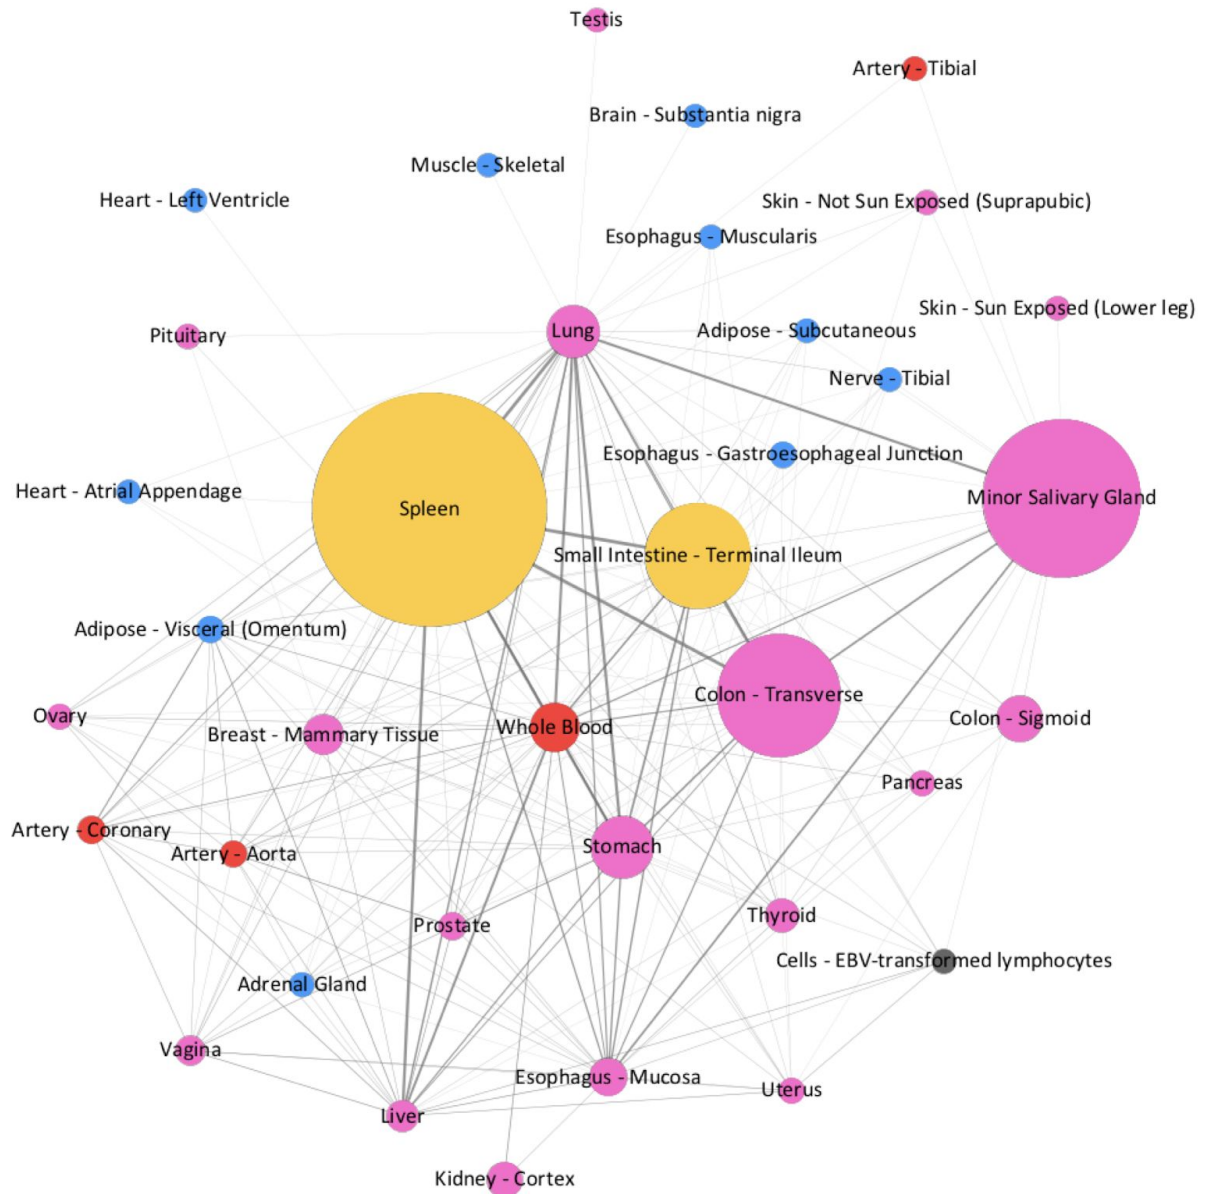 Testis
Artery - Tibial
Brain - Substantia nigra
Muscle - Skeletal
Heart - Left Ventricle
Skin - Not Sun Exposed (Suprapubic)
Esophagus - Muscularis
Skin - Sun Exposed (Lower leg)
Pituitary
Lung
Adipose - Subcutaneous
Nerve - Tibial
Esophagus - Gastroesophageal Junction
Heart - Atrial Appendage
Minor Salivary Gland
Spleen
Small Intestine - Terminal Ileum
Adipose - Visceral (Omentum)
Colon - Transverse
Ovary
Breast - Mammary Tissue
Whole Blood
Colon - Sigmoid
Pancreas
Artery - Coronary
Artery - Aorta
Stomach
Prostate
Thyroid
Cells - EBV-transformed lymphocytes
Adrenal Gland
Vagina
Esophagus - Mucosa
Uterus
Liver
Kidney - Cortex